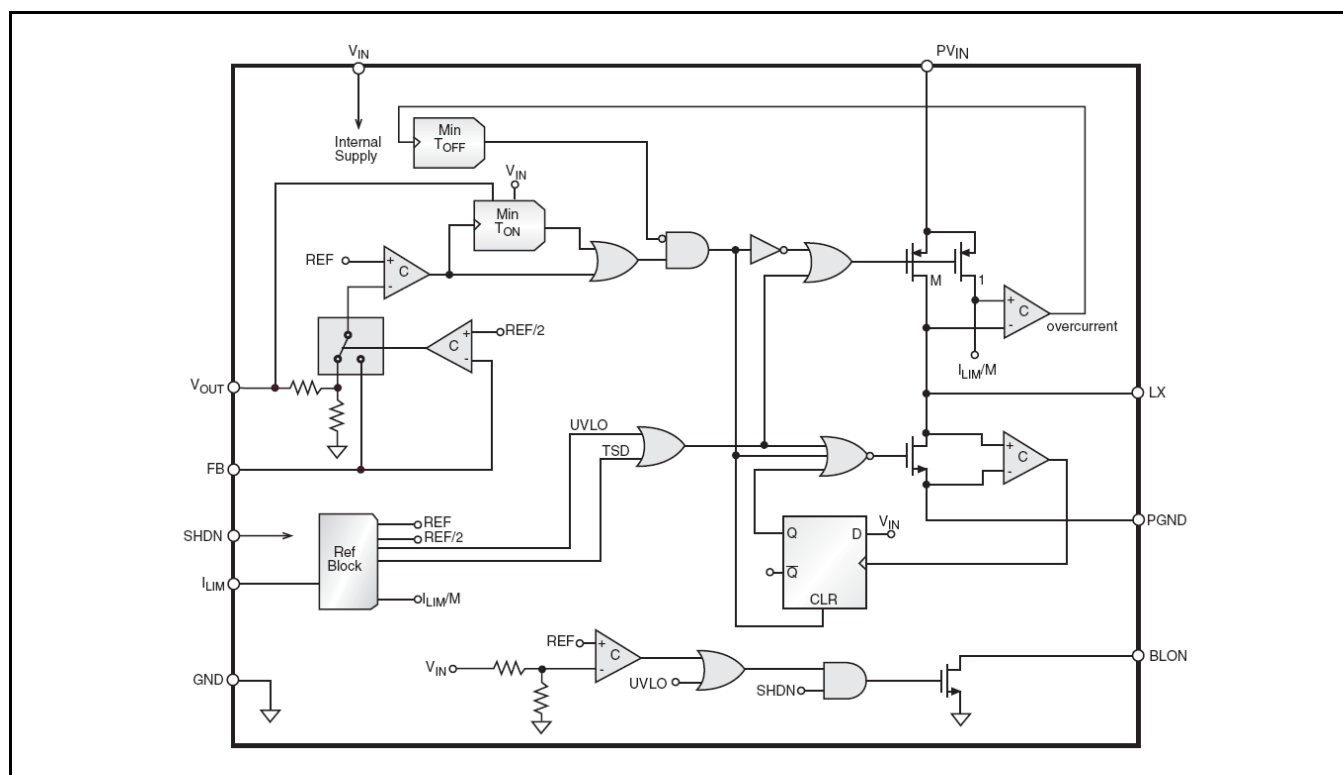 VIN
PVIN
Internal
Supply
Min
TOFF
VIN
Min
TON
REF
+
C
-
M
1
+
C
-
overcurrent
ILIM/M
+
C
-
REF/2
VOUT
LX
UVLO
TSD
+
C
-
FB
SHDN
Ref
Block
REF
REF/2
ILIM/M
ILIM
Q
D
VIN
Q
CLR
PGND
REF
+
C
-
VIN
UVLO
SHDN
BLON
GND